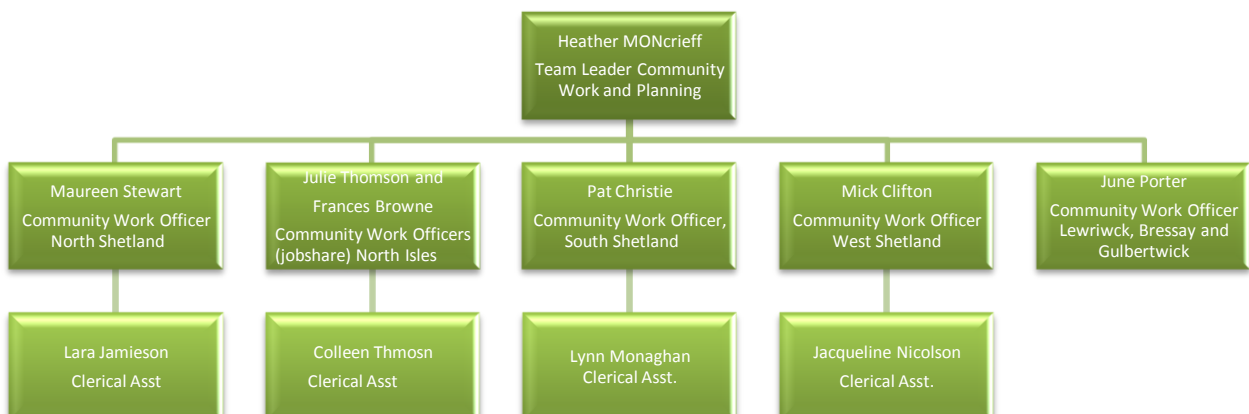 Heather MONcrieff
Team Leader Community
Work and Planning
Maureen Stewart
Community Work Officer
North Shetland
Julie Thomson and
Frances Browne
Community Work Officers
(jobshare) North Isles
Pat Christie
Community Work Officer,
South Shetland
Mick Clifton
Community Work Officer
West Shetland
June Porter
Community Work Officer
Lewriwck, Bressay and
Gulbertwick
Lara Jamieson
Clerical Asst
Colleen Thmosn
Clerical Asst
Lynn Monaghan
Clerical Asst.
Jacqueline Nicolson
Clerical Asst.